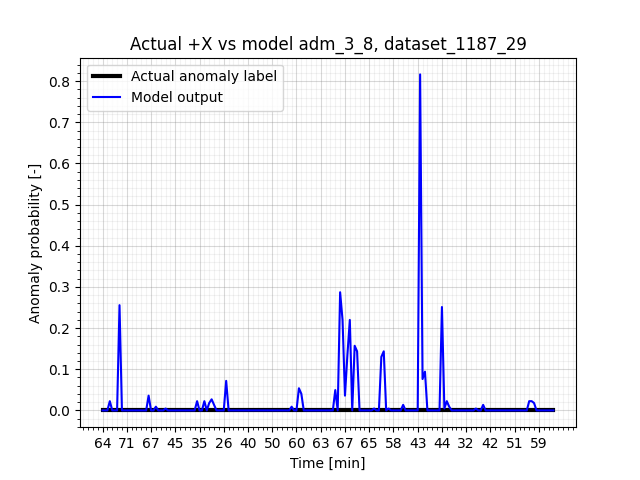 Actual +X vs model adm_3_8, dataset_1187_29
Actual anomaly label
Model output
Anomaly probability [-]
0.8
0.7
0.6
0.5
0.4
0.3
0.2
0.1
0.0
64 71 67 45 35 26 40 50 60 63 67 65 58 43 44 32 42 51 59
Time [min]